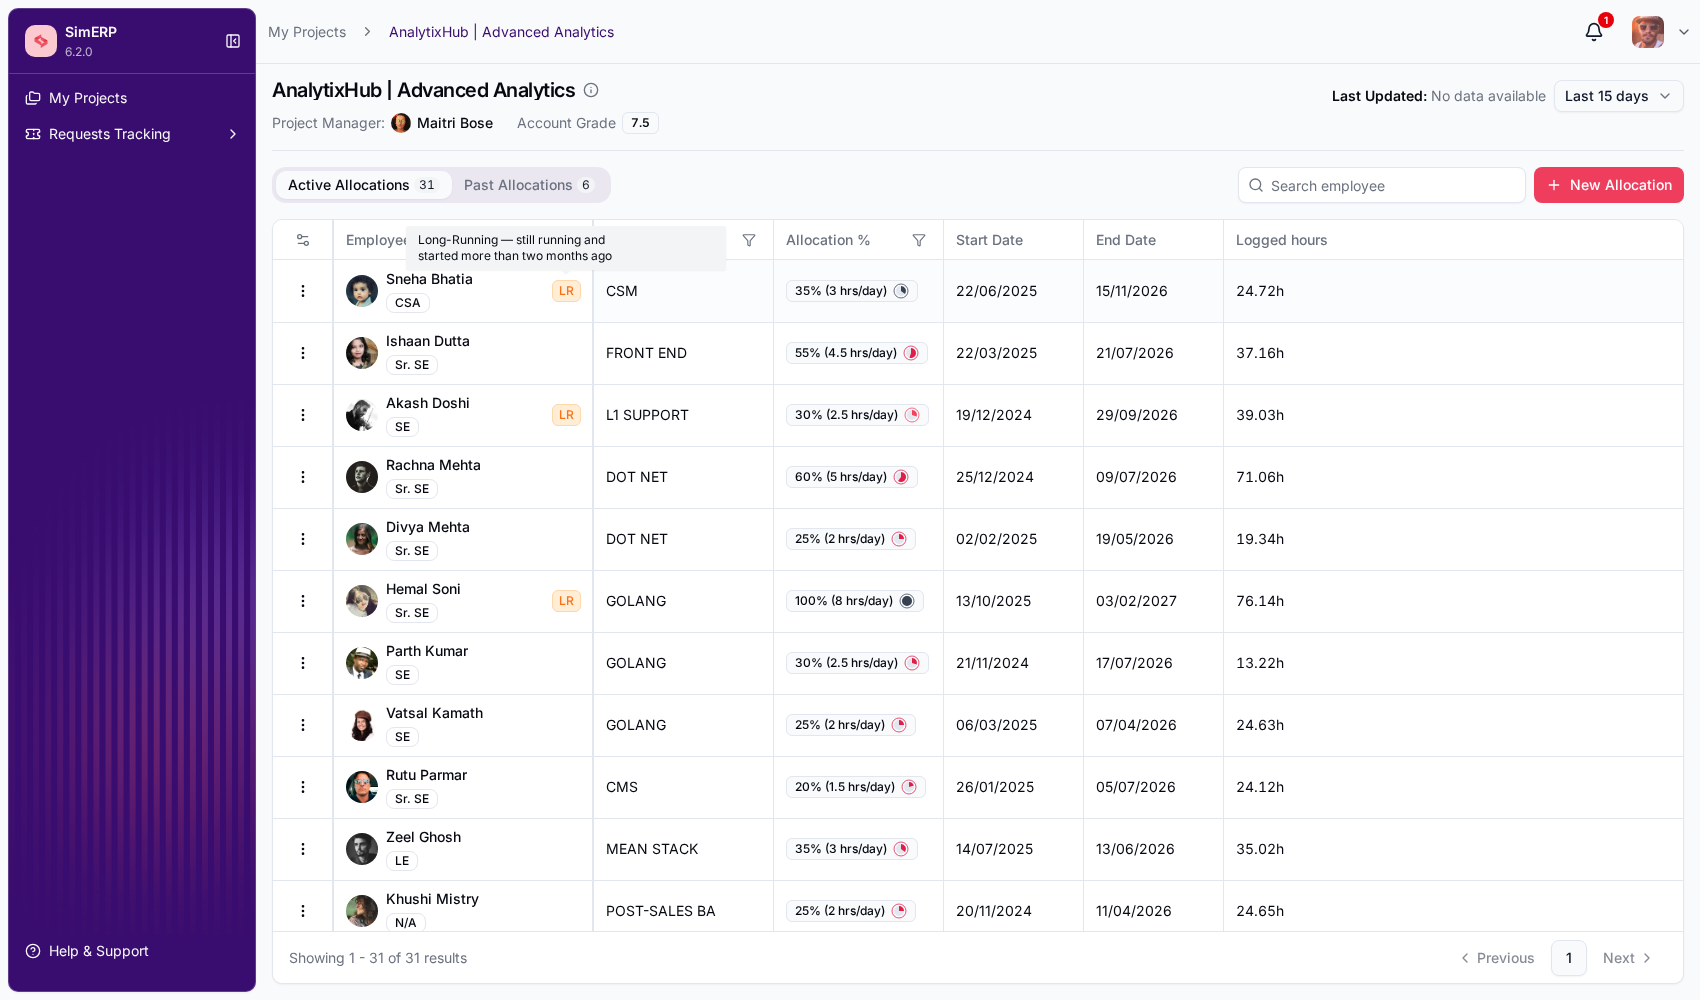 SimERP
6.2.0
My Projects
Requests Tracking
Help & Support
My Projects
AnalytixHub | Advanced Analytics
1
AnalytixHub | Advanced Analytics
Project Manager: Maitri Bose Account Grade 7.5
Last Updated: No data available Last 15 days
Active Allocations 31 Past Allocations 6
Search employee
New Allocation
Employee Allocation % Start Date End Date Logged hours
Long-Running — still running and
started more than two months ago
Sneha Bhatia
CSA
LR CSM 35% (3 hrs/day) 22/06/2025 15/11/2026 24.72h
Ishaan Dutta
Sr. SE
FRONT END 55% (4.5 hrs/day) 22/03/2025 21/07/2026 37.16h
Akash Doshi
SE
LR L1 SUPPORT 30% (2.5 hrs/day) 19/12/2024 29/09/2026 39.03h
Rachna Mehta
Sr. SE
DOT NET 60% (5 hrs/day) 25/12/2024 09/07/2026 71.06h
Divya Mehta
Sr. SE
DOT NET 25% (2 hrs/day) 02/02/2025 19/05/2026 19.34h
Hemal Soni
Sr. SE
LR GOLANG 100% (8 hrs/day) 13/10/2025 03/02/2027 76.14h
Parth Kumar
SE
GOLANG 30% (2.5 hrs/day) 21/11/2024 17/07/2026 13.22h
Vatsal Kamath
SE
GOLANG 25% (2 hrs/day) 06/03/2025 07/04/2026 24.63h
Rutu Parmar
Sr. SE
CMS 20% (1.5 hrs/day) 26/01/2025 05/07/2026 24.12h
Zeel Ghosh
LE
MEAN STACK 35% (3 hrs/day) 14/07/2025 13/06/2026 35.02h
Khushi Mistry
N/A
POST-SALES BA 25% (2 hrs/day) 20/11/2024 11/04/2026 24.65h
Showing 1 - 31 of 31 results
Previous 1 Next